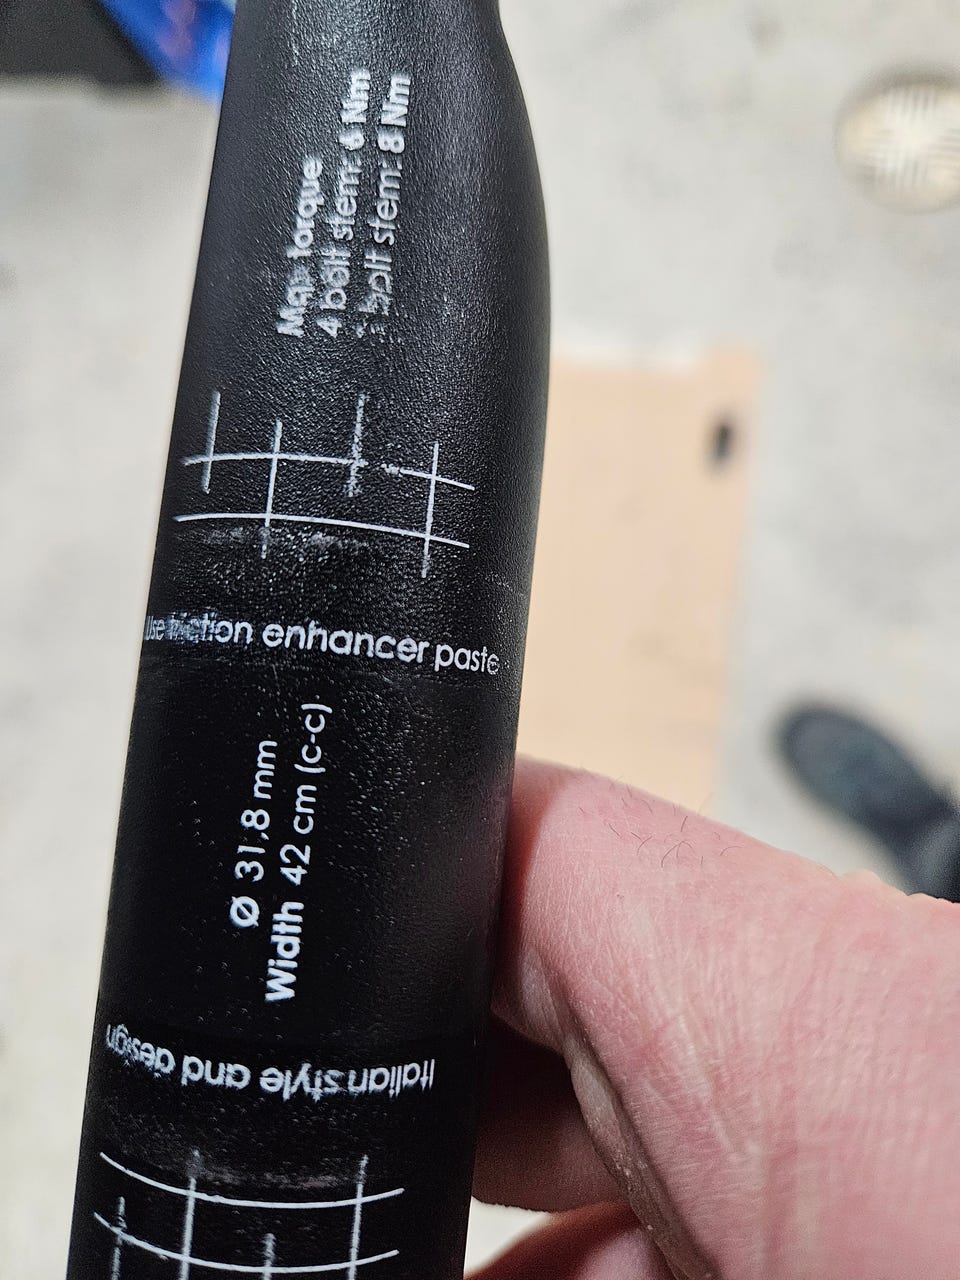 Max torque
4 bolt stem: 6 Nm
bolt stem: 8 Nm
Use friction enhancer paste
Ø 31,8 mm
Width 42 cm (c-c)
Italian style and design